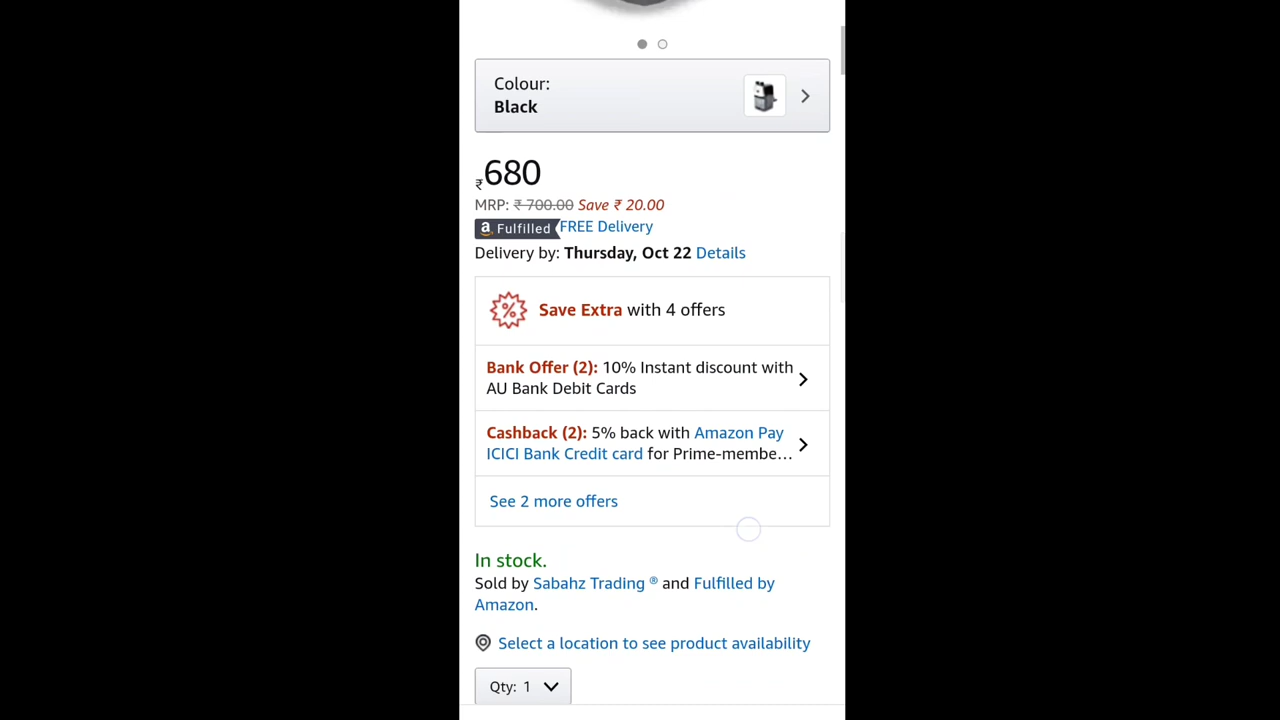 Colour:
Black
₹680
MRP: ₹ 700.00 Save ₹ 20.00
a Fulfilled FREE Delivery
Delivery by: Thursday, Oct 22 Details
% Save Extra with 4 offers
Bank Offer (2): 10% Instant discount with
AU Bank Debit Cards
Cashback (2): 5% back with Amazon Pay
ICICI Bank Credit card for Prime-membe...
See 2 more offers
In stock.
Sold by Sabahz Trading ® and Fulfilled by
Amazon.
Select a location to see product availability
Qty: 1